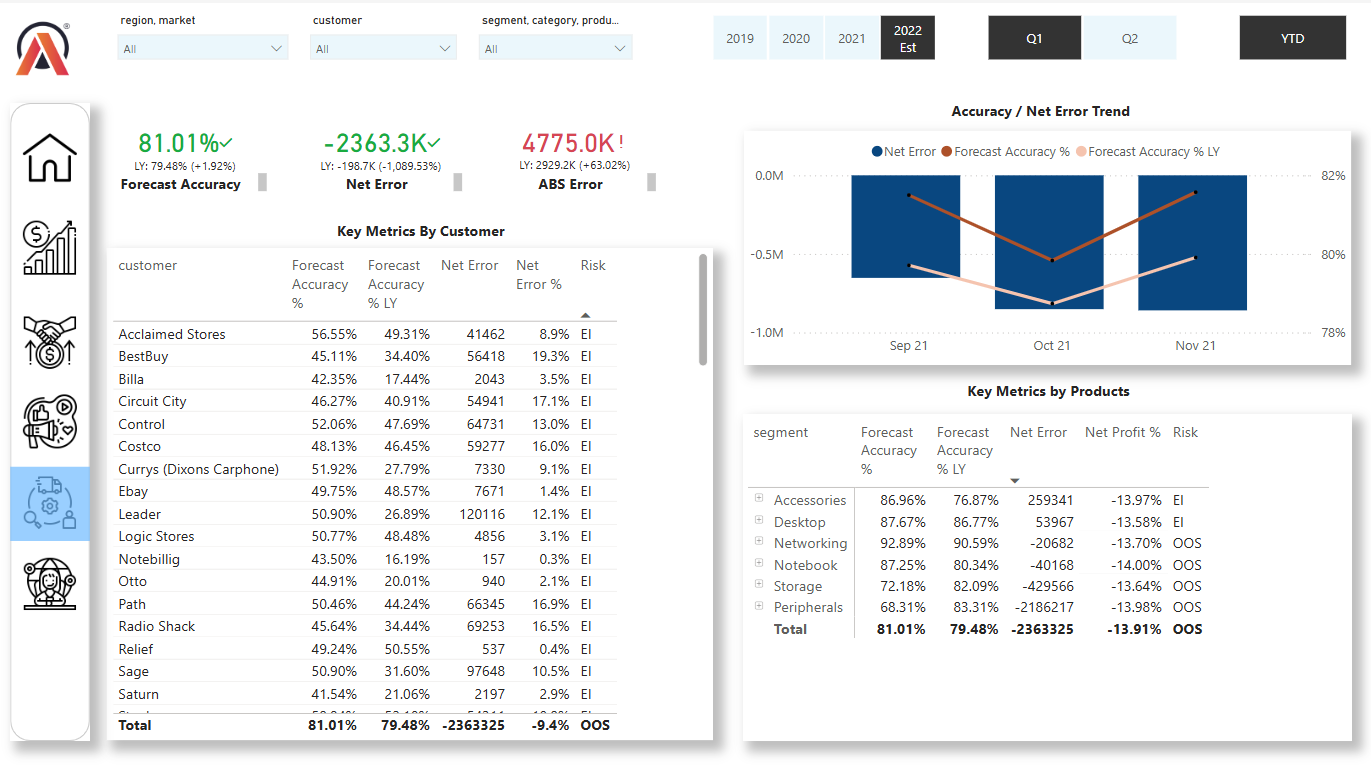 region, market customer segment, category, produ...
All All All
2019 2020 2021 2022 Est Q1 Q2 YTD
81.01% -2363.3K 4775.0K!
LY: 79.48% (+1.92%) LY: -198.7K (-1,089.53%) LY: 2929.2K (+63.02%)
Forecast Accuracy Net Error ABS Error
Key Metrics By Customer
customer Forecast Accuracy % Forecast Accuracy % LY Net Error Net Error % Risk
Acclaimed Stores 56.55% 49.31% 41462 8.9% EI
BestBuy 45.11% 34.40% 56418 19.3% EI
Billa 42.35% 17.44% 2043 3.5% EI
Circuit City 46.27% 40.91% 54941 17.1% EI
Control 52.06% 47.69% 64731 13.0% EI
Costco 48.13% 46.45% 59277 16.0% EI
Currys (Dixons Carphone) 51.92% 27.79% 7330 9.1% EI
Ebay 49.75% 48.57% 7671 1.4% EI
Leader 50.90% 26.89% 120116 12.1% EI
Logic Stores 50.77% 48.48% 4856 3.1% EI
Notebillig 43.50% 16.19% 157 0.3% EI
Otto 44.91% 20.01% 940 2.1% EI
Path 50.46% 44.24% 66345 16.9% EI
Radio Shack 45.64% 34.44% 69253 16.5% EI
Relief 49.24% 50.55% 537 0.4% EI
Sage 50.90% 31.60% 97648 10.5% EI
Saturn 41.54% 21.06% 2197 2.9% EI
Total 81.01% 79.48% -2363325 -9.4% OOS
Accuracy / Net Error Trend
Net Error Forecast Accuracy % Forecast Accuracy % LY
0.0M 82%
-0.5M 80%
-1.0M 78%
Sep 21 Oct 21 Nov 21
Key Metrics by Products
segment Forecast Accuracy % Forecast Accuracy % LY Net Error Net Profit % Risk
Accessories 86.96% 76.87% 259341 -13.97% EI
Desktop 87.67% 86.77% 53967 -13.58% EI
Networking 92.89% 90.59% -20682 -13.70% OOS
Notebook 87.25% 80.34% -40168 -14.00% OOS
Storage 72.18% 82.09% -429566 -13.64% OOS
Peripherals 68.31% 83.31% -2186217 -13.98% OOS
Total 81.01% 79.48% -2363325 -13.91% OOS